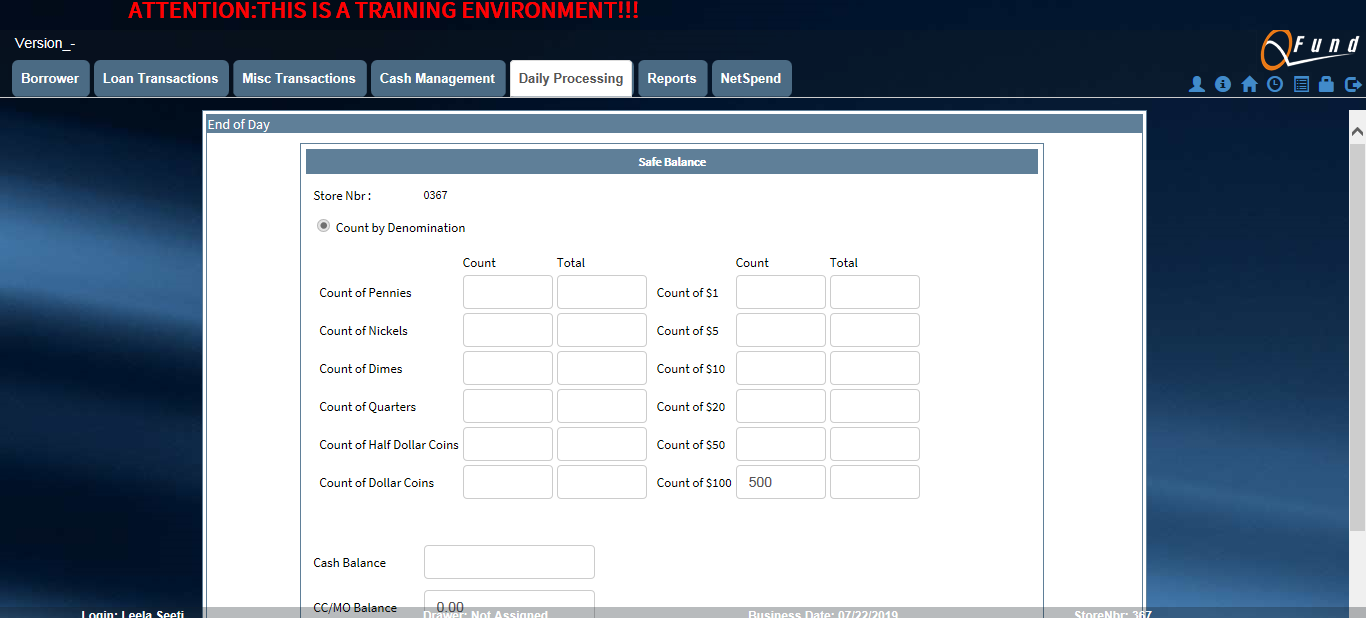 ATTENTION:THIS IS A TRAINING ENVIRONMENT!!!
Version_-
QFund
Borrower
Loan Transactions
Misc Transactions
Cash Management
Daily Processing
Reports
NetSpend
End of Day
Safe Balance
Store Nbr : 0367
Count by Denomination
Count Total Count Total
Count of Pennies Count of $1
Count of Nickels Count of $5
Count of Dimes Count of $10
Count of Quarters Count of $20
Count of Half Dollar Coins Count of $50
Count of Dollar Coins Count of $100 500
Cash Balance
CC/MO Balance 0.00
Login: Leela Seeti Drawer: Not Assigned Business Date: 07/22/2019 StoreNbr: 367